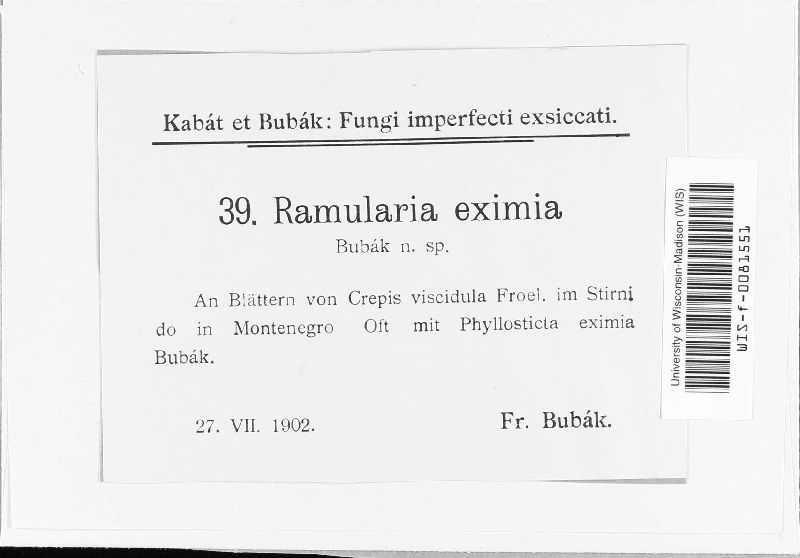 Kabát et Bubák: Fungi imperfecti exsiccati.
39. Ramularia eximia
Bubák n. sp.
An Blättern von Crepis viscidula Froel. im Stirni
do in Montenegro Oft mit Phyllosticta eximia
Bubák.
27. VII. 1902.
Fr. Bubák.
University of Wisconsin-Madison (WIS)
WIS-f-0081551